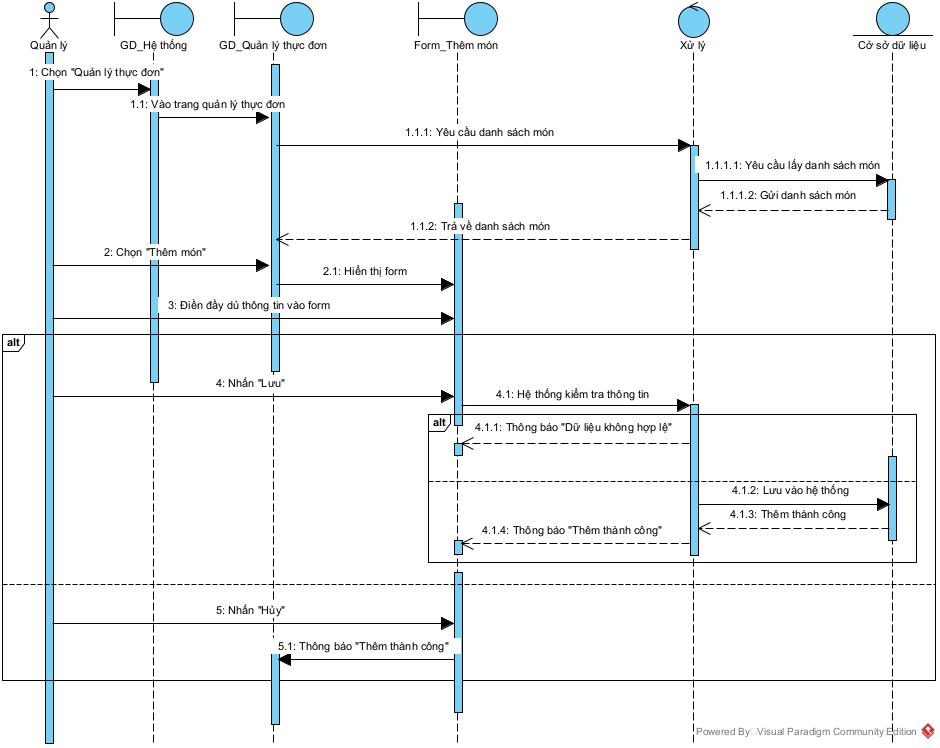 Quản lý
GD_Hệ thống
GD_Quản lý thực đơn
Form_Thêm món
Xử lý
Cở sở dữ liệu
1: Chọn "Quản lý thực đơn"
1.1: Vào trang quản lý thực đơn
1.1.1: Yêu cầu danh sách món
1.1.1.1: Yêu cầu lấy danh sách món
1.1.1.2: Gửi danh sách món
1.1.2: Trả về danh sách món
2: Chọn "Thêm món"
2.1: Hiển thị form
3: Điền đầy dủ thông tin vào form
alt
4: Nhấn "Lưu"
4.1: Hệ thống kiểm tra thông tin
alt
4.1.1: Thông báo "Dữ liệu không hợp lệ"
4.1.2: Lưu vào hệ thống
4.1.3: Thêm thành công
4.1.4: Thông báo "Thêm thành công"
5: Nhấn "Hủy"
5.1: Thông báo "Thêm thành công"
Powered By Visual Paradigm Community Edition